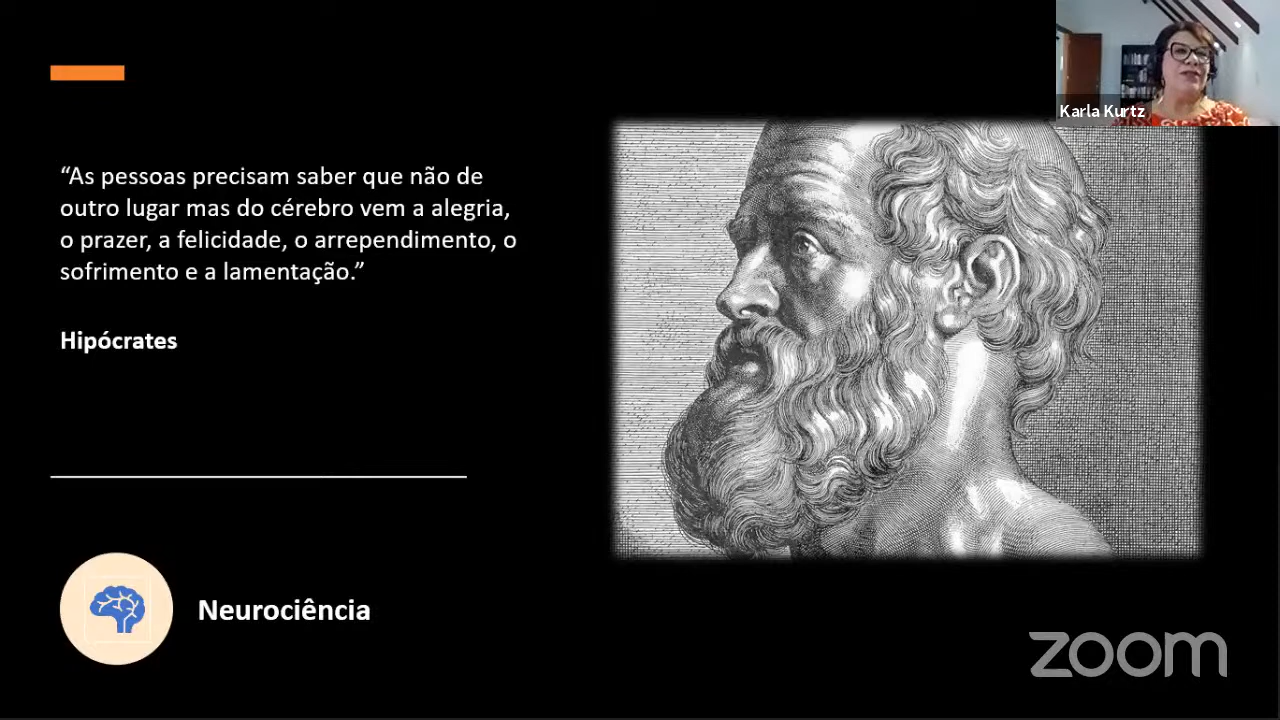 Karla Kurtz
“As pessoas precisam saber que não de
outro lugar mas do cérebro vem a alegria,
o prazer, a felicidade, o arrependimento, o
sofrimento e a lamentação.”
Hipócrates
Neurociência
zoom